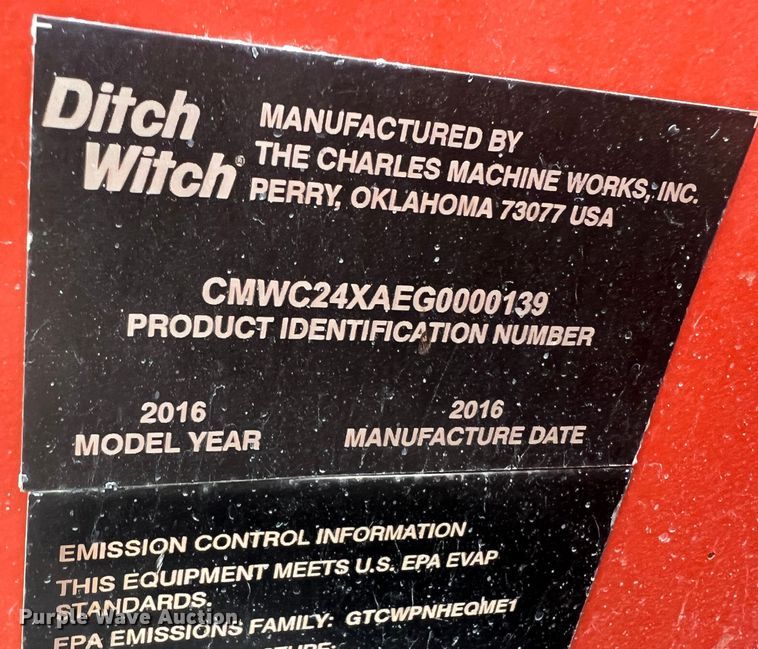 Ditch
Witch®
MANUFACTURED BY
THE CHARLES MACHINE WORKS, INC.
PERRY, OKLAHOMA 73077 USA
CMWC24XAEG0000139
PRODUCT IDENTIFICATION NUMBER
2016
MODEL YEAR
2016
MANUFACTURE DATE
EMISSION CONTROL INFORMATION
THIS EQUIPMENT MEETS U.S. EPA EVAP
STANDARDS.
EPA EMISSIONS FAMILY: GTCWPNHEQME1
Purple Wave Auction